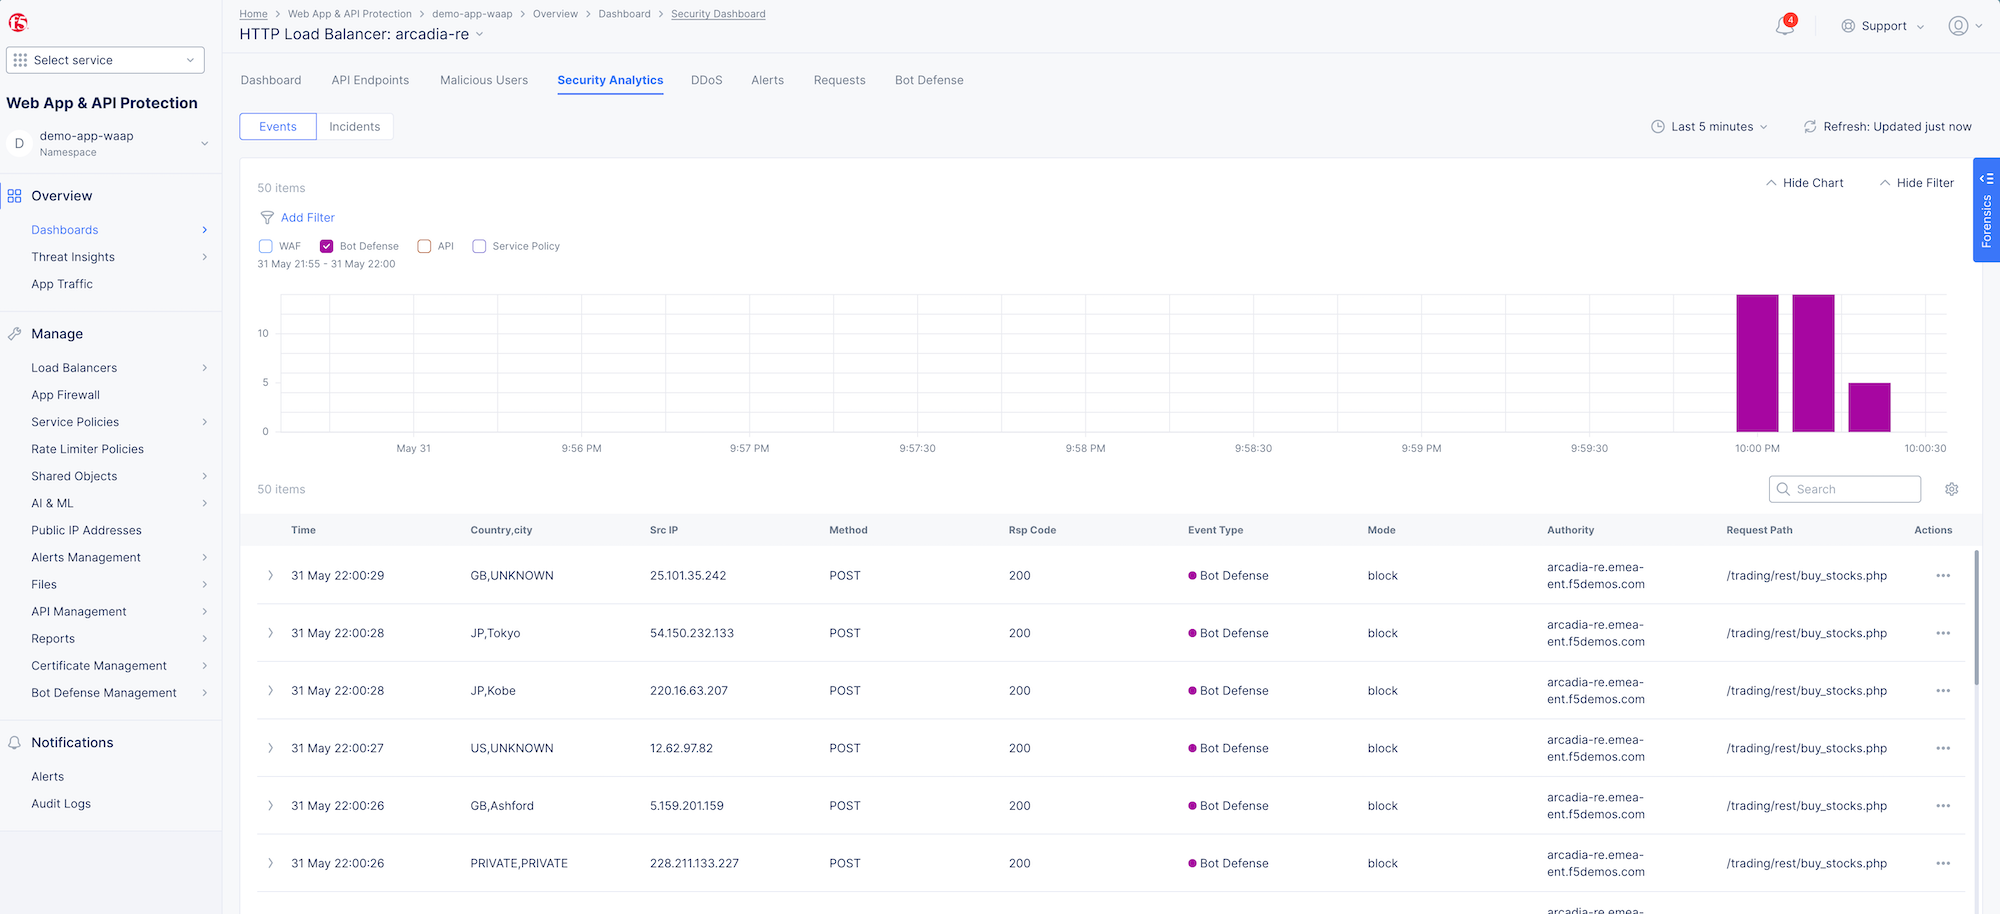 f5
Home > Web App & API Protection > demo-app-waap > Overview > Dashboard > Security Dashboard
HTTP Load Balancer: arcadia-re
4
Support
Select service
Web App & API Protection
D
demo-app-waap
Namespace
Overview
Dashboards
Threat Insights
App Traffic
Manage
Load Balancers
App Firewall
Service Policies
Rate Limiter Policies
Shared Objects
AI & ML
Public IP Addresses
Alerts Management
Files
API Management
Reports
Certificate Management
Bot Defense Management
Notifications
Alerts
Audit Logs
Dashboard API Endpoints Malicious Users Security Analytics DDoS Alerts Requests Bot Defense
Events Incidents
Last 5 minutes Refresh: Updated just now
50 items
Hide Chart Hide Filter
Forensics
Add Filter
WAF Bot Defense API Service Policy
31 May 21:55 - 31 May 22:00
10
5
0
May 31 9:56 PM 9:57 PM 9:57:30 9:58 PM 9:58:30 9:59 PM 9:59:30 10:00 PM 10:00:30
50 items
Search
Time Country,city Src IP Method Rsp Code Event Type Mode Authority Request Path Actions
31 May 22:00:29 GB,UNKNOWN 25.101.35.242 POST 200 Bot Defense block arcadia-re.emea-
ent.f5demos.com /trading/rest/buy_stocks.php
31 May 22:00:28 JP,Tokyo 54.150.232.133 POST 200 Bot Defense block arcadia-re.emea-
ent.f5demos.com /trading/rest/buy_stocks.php
31 May 22:00:28 JP,Kobe 220.16.63.207 POST 200 Bot Defense block arcadia-re.emea-
ent.f5demos.com /trading/rest/buy_stocks.php
31 May 22:00:27 US,UNKNOWN 12.62.97.82 POST 200 Bot Defense block arcadia-re.emea-
ent.f5demos.com /trading/rest/buy_stocks.php
31 May 22:00:26 GB,Ashford 5.159.201.159 POST 200 Bot Defense block arcadia-re.emea-
ent.f5demos.com /trading/rest/buy_stocks.php
31 May 22:00:26 PRIVATE,PRIVATE 228.211.133.227 POST 200 Bot Defense block arcadia-re.emea-
ent.f5demos.com /trading/rest/buy_stocks.php
arcadia-re.emea-